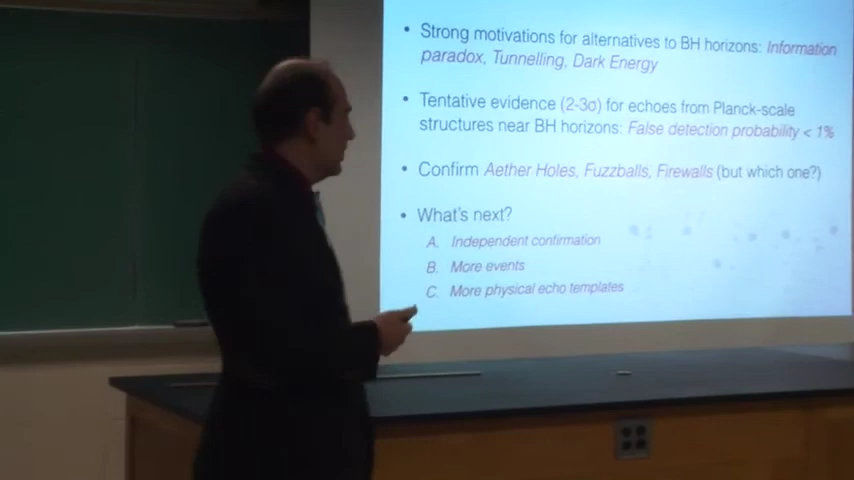 • Strong motivations for alternatives to BH horizons: Information
paradox, Tunnelling, Dark Energy
• Tentative evidence (2-3σ) for echoes from Planck-scale
structures near BH horizons: False detection probability < 1%
• Confirm Aether Holes, Fuzzballs, Firewalls (but which one?)
• What's next?
A. Independent confirmation
B. More events
C. More physical echo templates